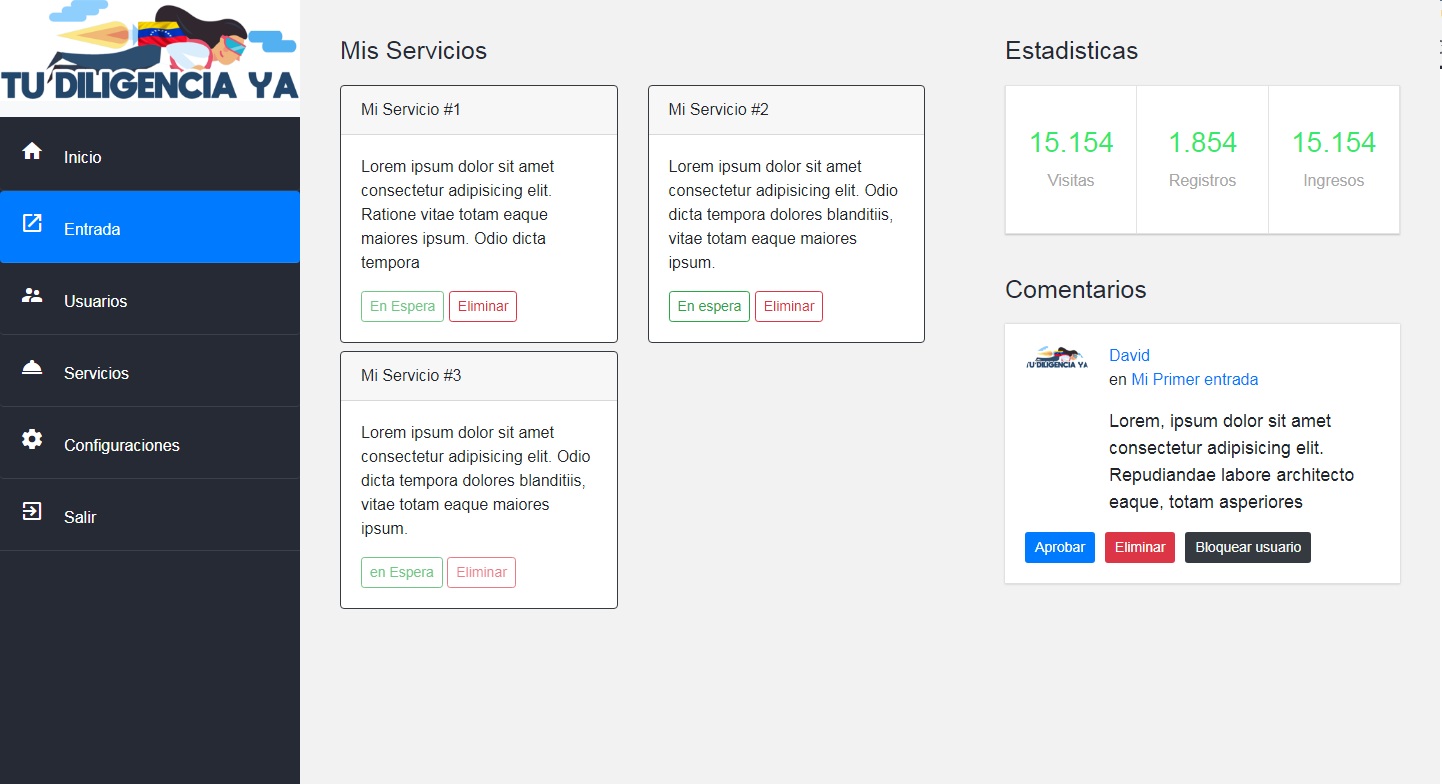 TU DILIGENCIA YA
Inicio
Entrada
Usuarios
Servicios
Configuraciones
Salir
Mis Servicios
Mi Servicio #1
Lorem ipsum dolor sit amet
consectetur adipisicing elit.
Ratione vitae totam eaque
maiores ipsum. Odio dicta
tempora
En Espera Eliminar
Mi Servicio #2
Lorem ipsum dolor sit amet
consectetur adipisicing elit. Odio
dicta tempora dolores blanditiis,
vitae totam eaque maiores
ipsum.
En espera Eliminar
Mi Servicio #3
Lorem ipsum dolor sit amet
consectetur adipisicing elit. Odio
dicta tempora dolores blanditiis,
vitae totam eaque maiores
ipsum.
en Espera Eliminar
Estadisticas
15.154
Visitas
1.854
Registros
15.154
Ingresos
Comentarios
TU DILIGENCIA YA
David
en Mi Primer entrada
Lorem, ipsum dolor sit amet
consectetur adipisicing elit.
Repudiandae labore architecto
eaque, totam asperiores
Aprobar Eliminar Bloquear usuario